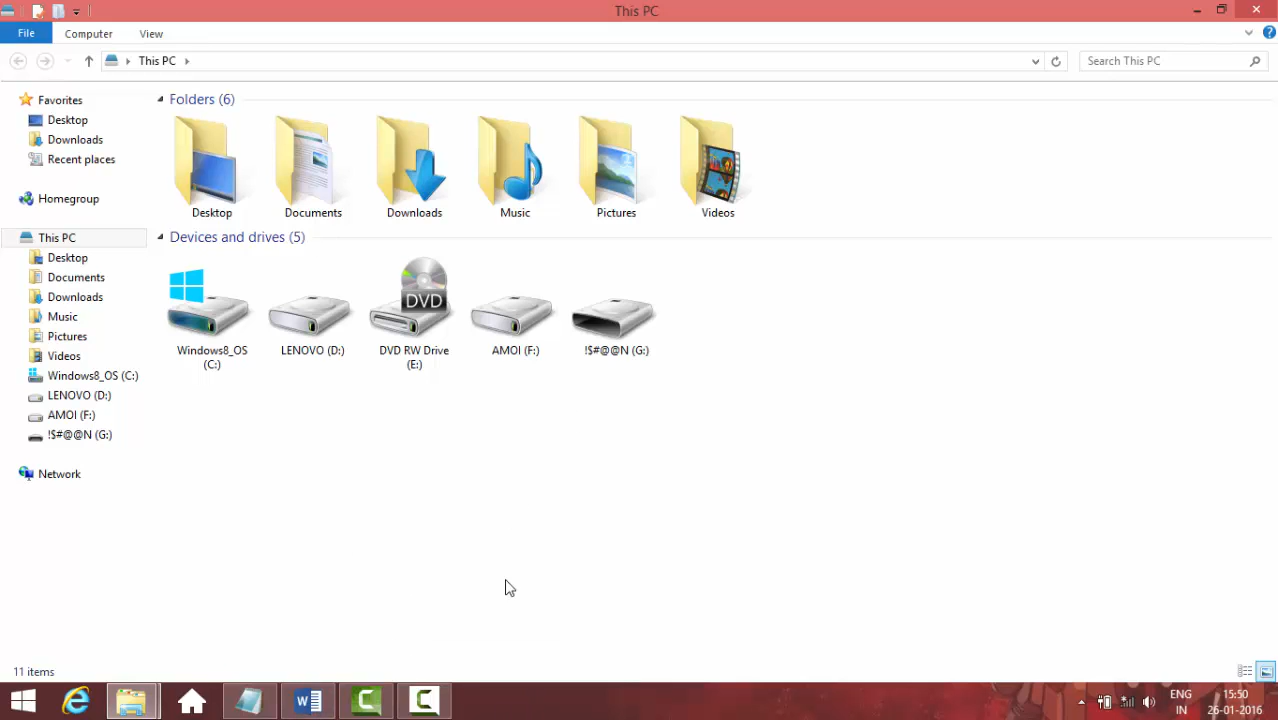 This PC
File
Computer
View
This PC
Search This PC
Favorites
Desktop
Downloads
Recent places
Homegroup
This PC
Desktop
Documents
Downloads
Music
Pictures
Videos
Windows8_OS (C:)
LENOVO (D:)
AMOI (F:)
!$#@@N (G:)
Network
Folders (6)
Desktop
Documents
Downloads
Music
Pictures
Videos
Devices and drives (5)
DVD
Windows8_OS
(C:)
LENOVO (D:)
DVD RW Drive
(E:)
AMOI (F:)
!$#@@N (G:)
11 items
ENG
IN
15:50
26-01-2016